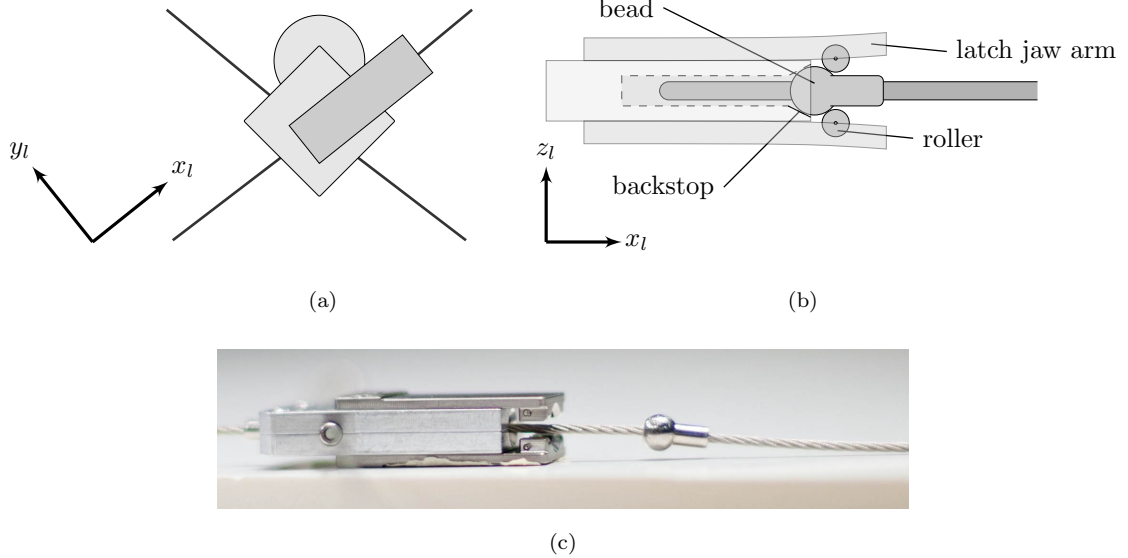 bead
latch jaw arm
roller
backstop
y_l
x_l
z_l
x_l
(a)
(b)
(c)